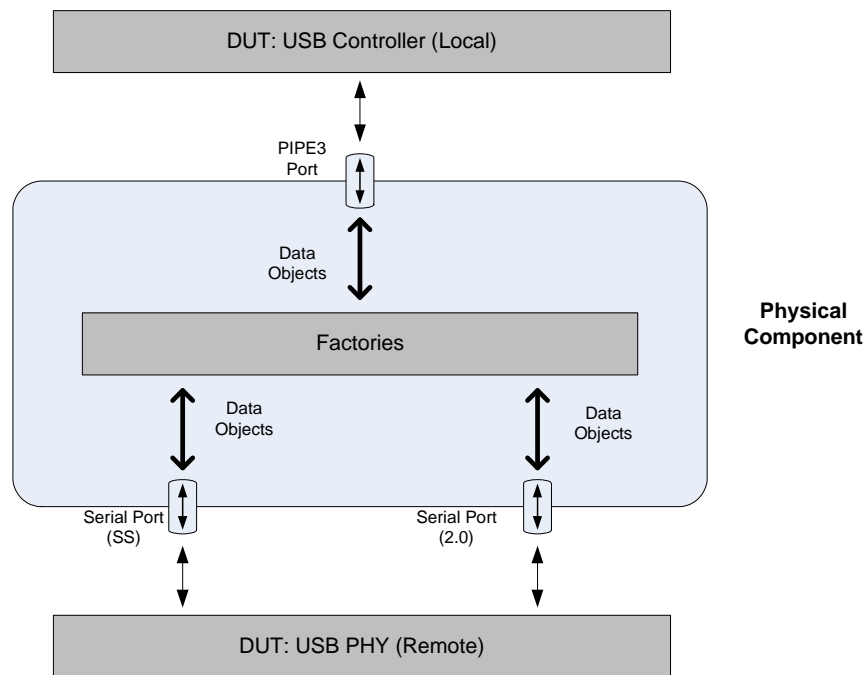 DUT: USB Controller (Local)
PIPE3
Port
Data
Objects
Physical
Component
Factories
Data
Objects
Data
Objects
Serial Port
(SS)
Serial Port
(2.0)
DUT: USB PHY (Remote)